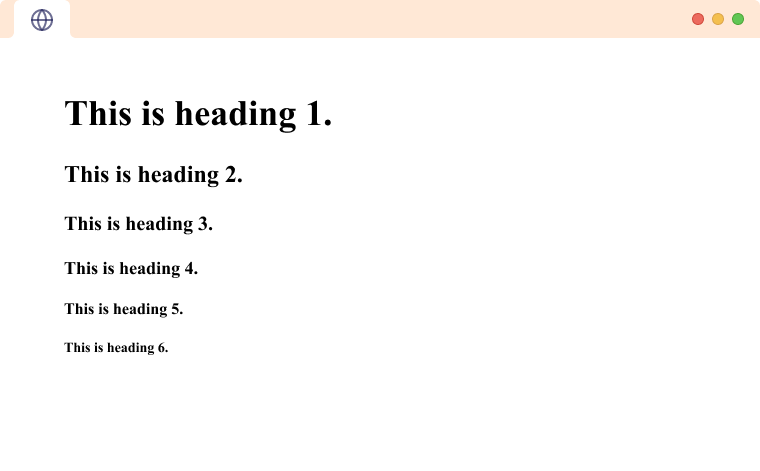 This is heading 1.
This is heading 2.
This is heading 3.
This is heading 4.
This is heading 5.
This is heading 6.